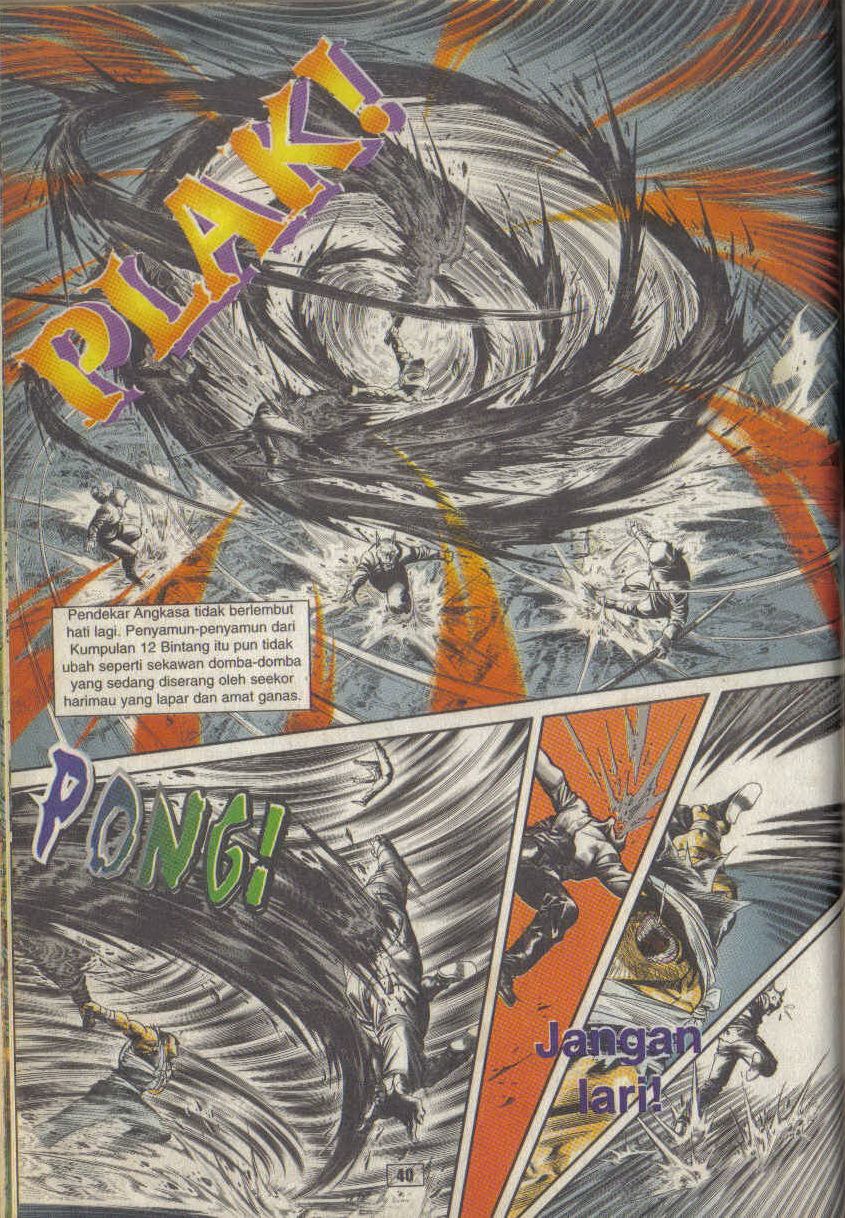 PLAK!
Pendekar Angkasa tidak berlembut
hati lagi. Penyamun-penyamun dari
Kumpulan 12 Bintang itu pun tidak
ubah seperti sekawan domba-domba
yang sedang diserang oleh seekor
harimau yang lapar dan amat ganas.
PONG!
Jangan
lari!
40